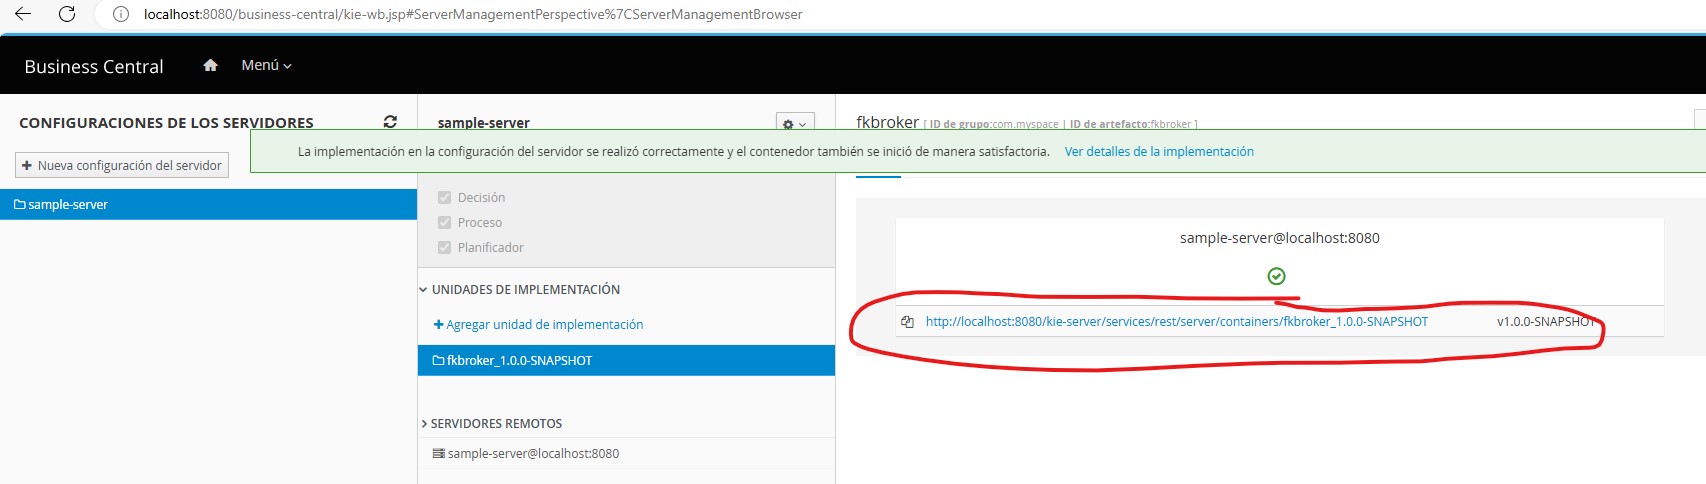 localhost:8080/business-central/kie-wb.jsp#ServerManagementPerspective%7CServerManagementBrowser
Business Central
Menú
CONFIGURACIONES DE LOS SERVIDORES
Nueva configuración del servidor
sample-server
sample-server
fkbroker [ ID de grupo:com.myspace | ID de artefacto:fkbroker ]
La implementación en la configuración del servidor se realizó correctamente y el contenedor también se inició de manera satisfactoria. Ver detalles de la implementación
Decisión
Proceso
Planificador
UNIDADES DE IMPLEMENTACIÓN
Agregar unidad de implementación
fkbroker_1.0.0-SNAPSHOT
SERVIDORES REMOTOS
sample-server@localhost:8080
sample-server@localhost:8080
http://localhost:8080/kie-server/services/rest/server/containers/fkbroker_1.0.0-SNAPSHOT v1.0.0-SNAPSHOT